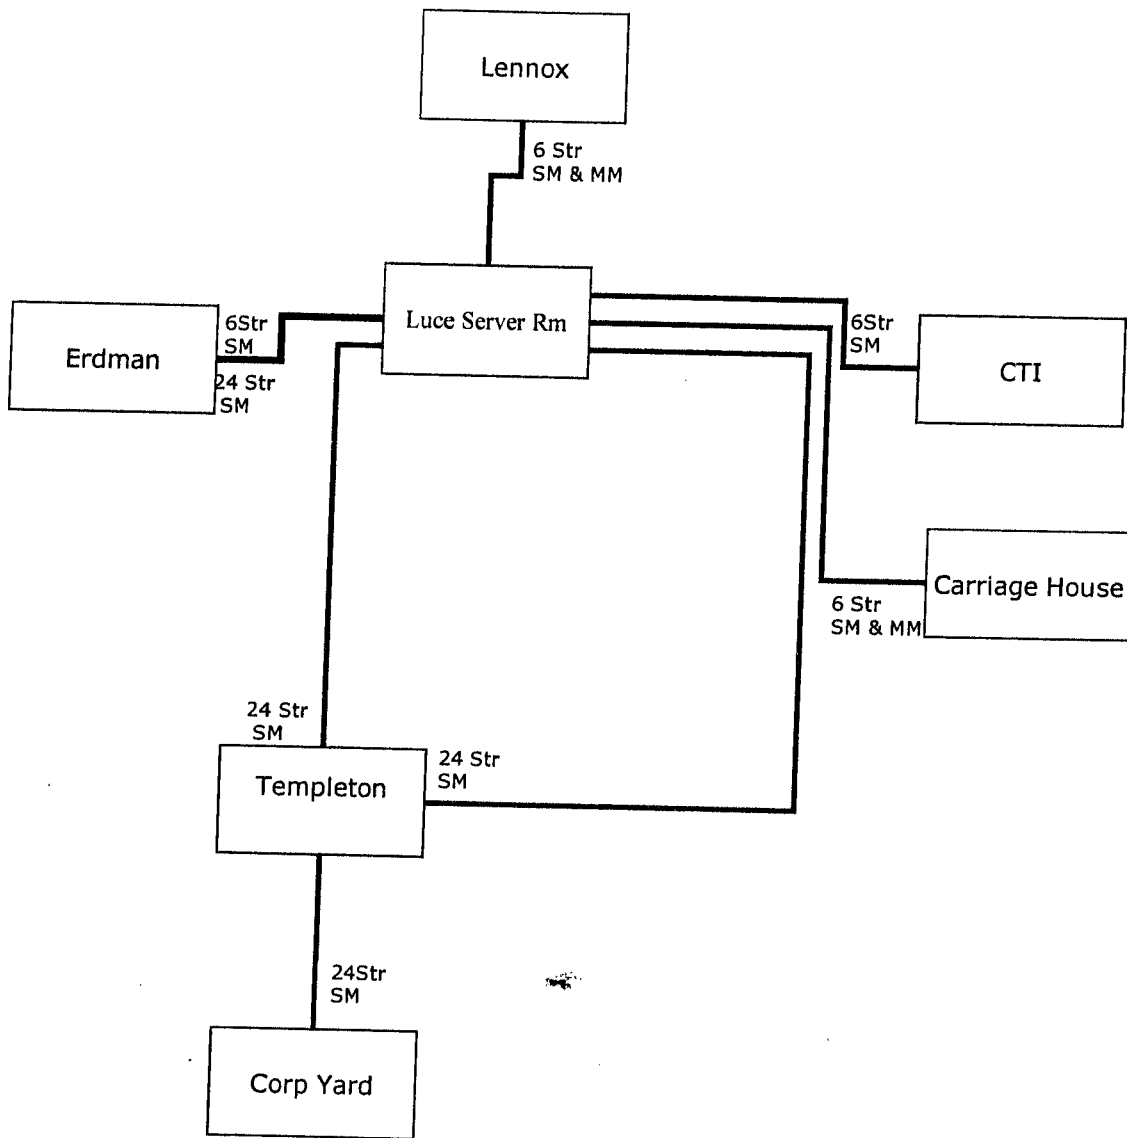 Lennox
6 Str
SM & MM
Luce Server Rm
6Str
SM
Erdman
24 Str
SM
6Str
SM
CTI
Carriage House
6 Str
SM & MM
24 Str
SM
Templeton
24 Str
SM
24Str
SM
Corp Yard